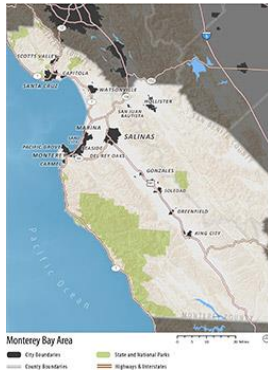 SCOTTS VALLEY
CAPITOLA
SANTA CRUZ
WATSONVILLE
HOLLISTER
SAN JUAN
BAUTISTA
MARINA
SALINAS
SAND
CITY
PACIFIC GROVE
SEASIDE
MONTEREY
DEL REY OAKS
CARMEL
GONZALES
SOLEDAD
GREENFIELD
KING CITY
Pacific Ocean
MONTEREY COUNTY
Monterey Bay Area
City Boundaries
State and National Parks
County Boundaries
Highways & Interstates